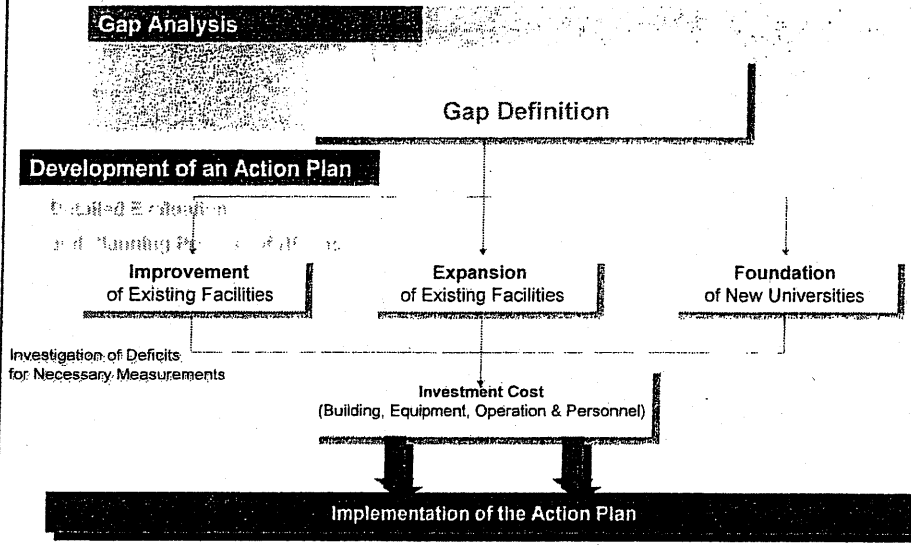 Gap Analysis
Gap Definition
Development of an Action Plan
Detailed Evaluation
Improvement
of Existing Facilities
Expansion
of Existing Facilities
Foundation
of New Universities
Investigation of Deficits
for Necessary Measurements
Investment Cost
(Building, Equipment, Operation & Personnel)
Implementation of the Action Plan